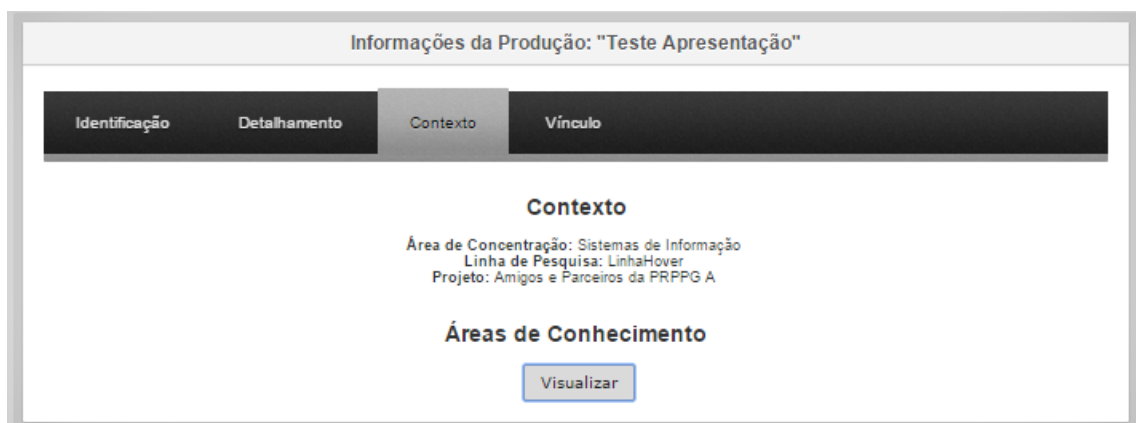 Informações da Produção: "Teste Apresentação"
Identificação Detalhamento Contexto Vínculo
Contexto
Área de Concentração: Sistemas de Informação
Linha de Pesquisa: LinhaHover
Projeto: Amigos e Parceiros da PRPPG A
Áreas de Conhecimento
Visualizar